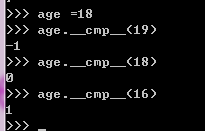 >>> age =18
>>> age.__cmp__(19)
-1
>>> age.__cmp__(18)
0
>>> age.__cmp__(16)
1
>>>